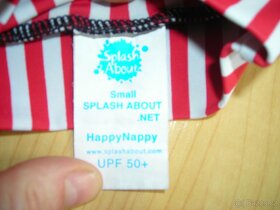 Splash
About
Small
SPLASH ABOUT
.NET
HappyNappy
www.splashabout.com
UPF 50+